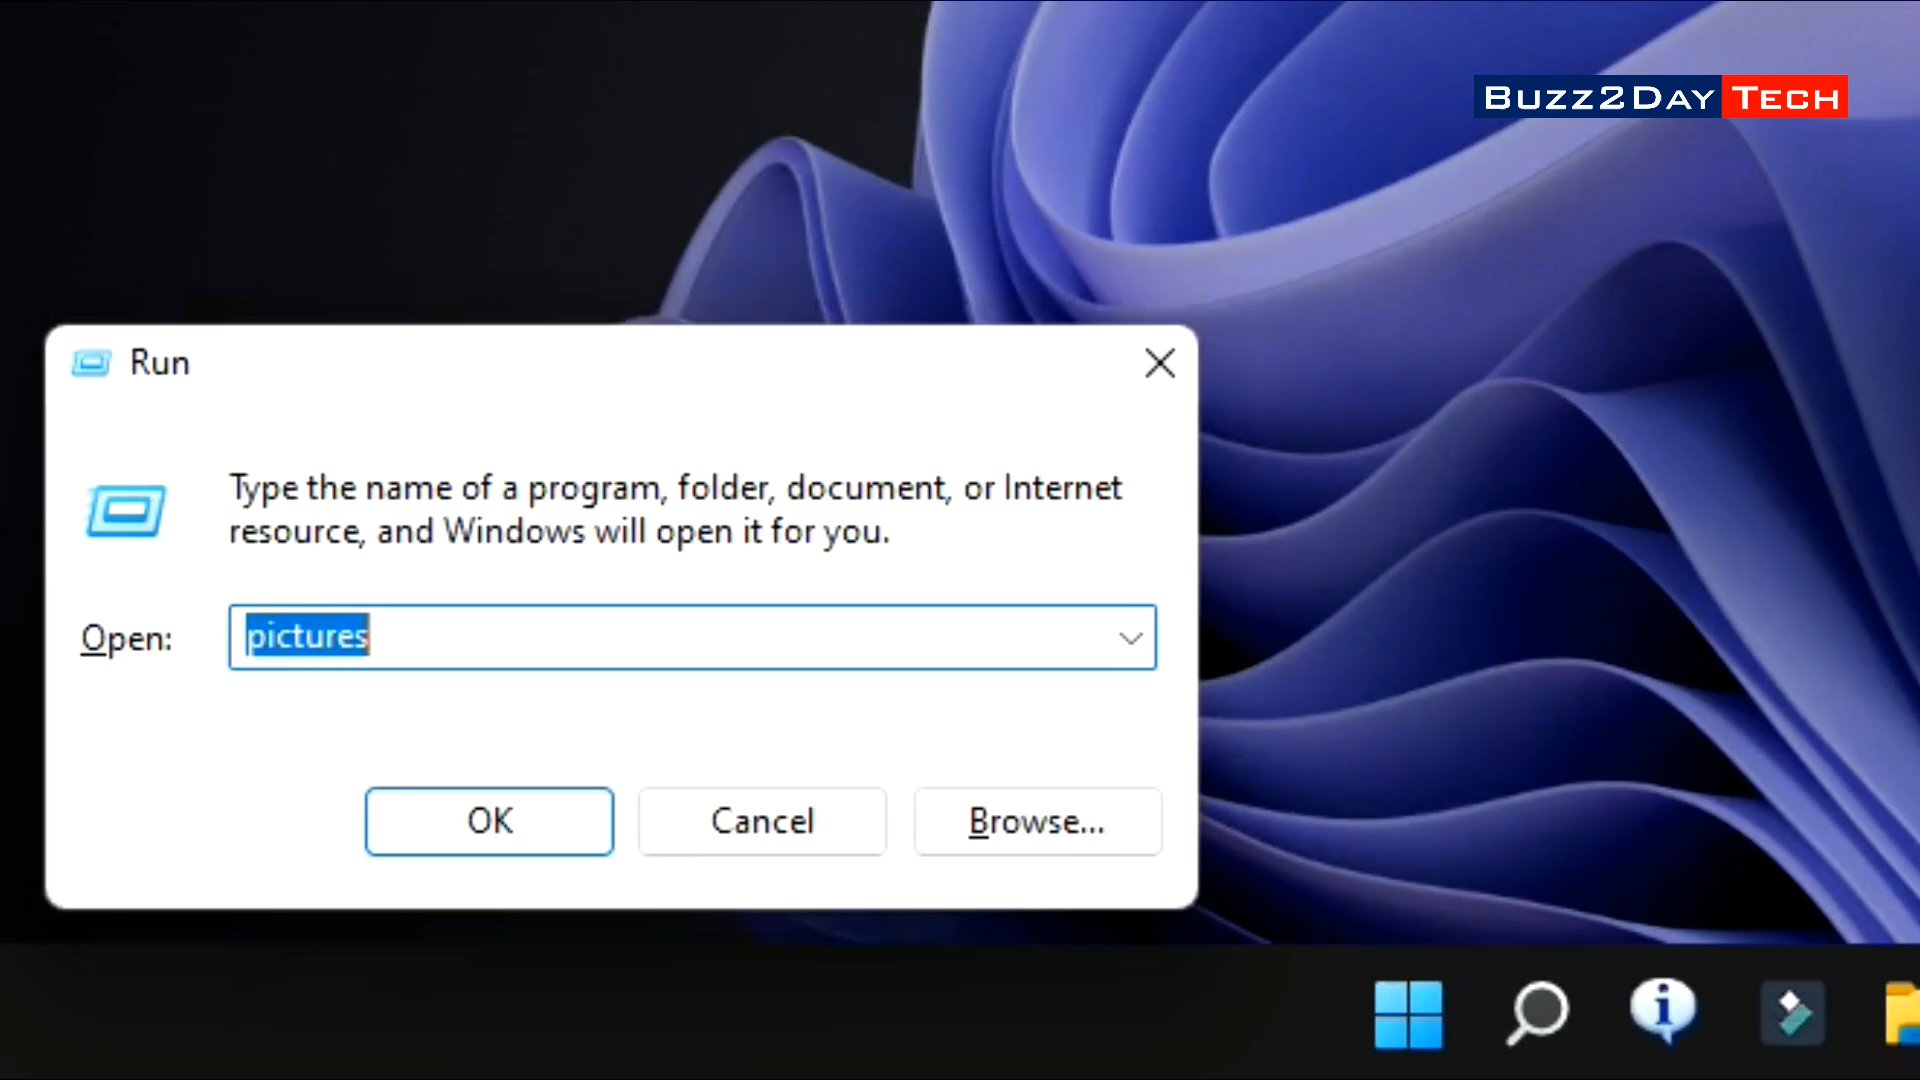 Buzz2Day Tech
Run
Type the name of a program, folder, document, or Internet
resource, and Windows will open it for you.
Open: pictures
OK Cancel Browse...